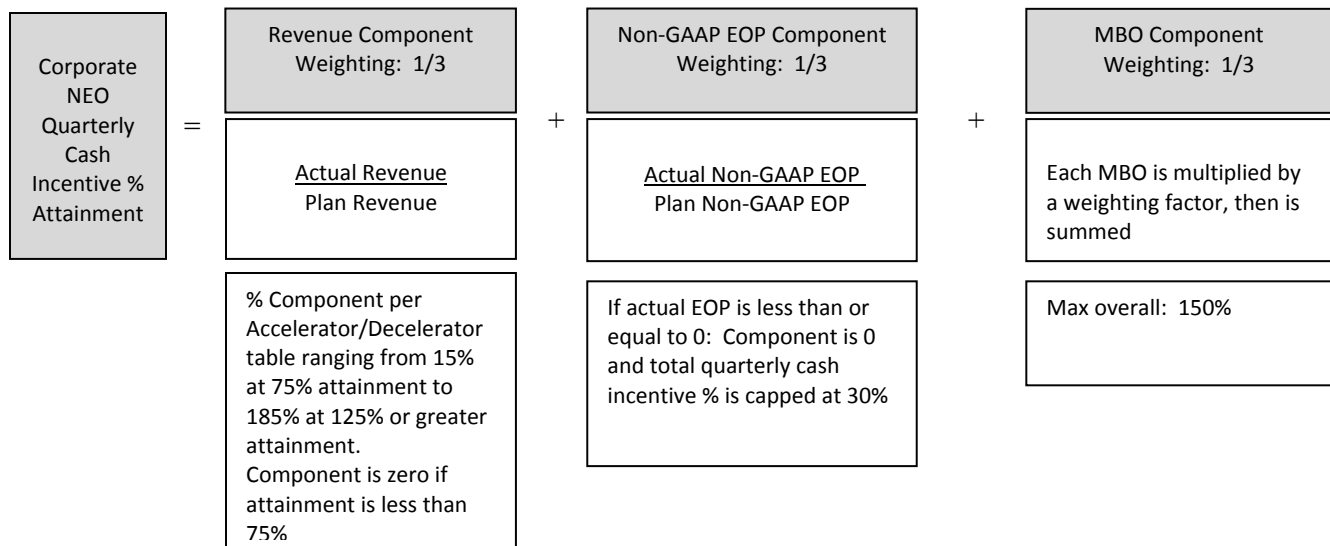 Corporate
NEO
Quarterly
Cash
Incentive %
Attainment
=
Revenue Component
Weighting: 1/3
Actual Revenue
Plan Revenue
% Component per
Accelerator/Decelerator
table ranging from 15%
at 75% attainment to
185% at 125% or greater
attainment.
Component is zero if
attainment is less than
75%
+
Non-GAAP EOP Component
Weighting: 1/3
Actual Non-GAAP EOP
Plan Non-GAAP EOP
If actual EOP is less than or
equal to 0: Component is 0
and total quarterly cash
incentive % is capped at 30%
+
MBO Component
Weighting: 1/3
Each MBO is multiplied by
a weighting factor, then is
summed
Max overall: 150%